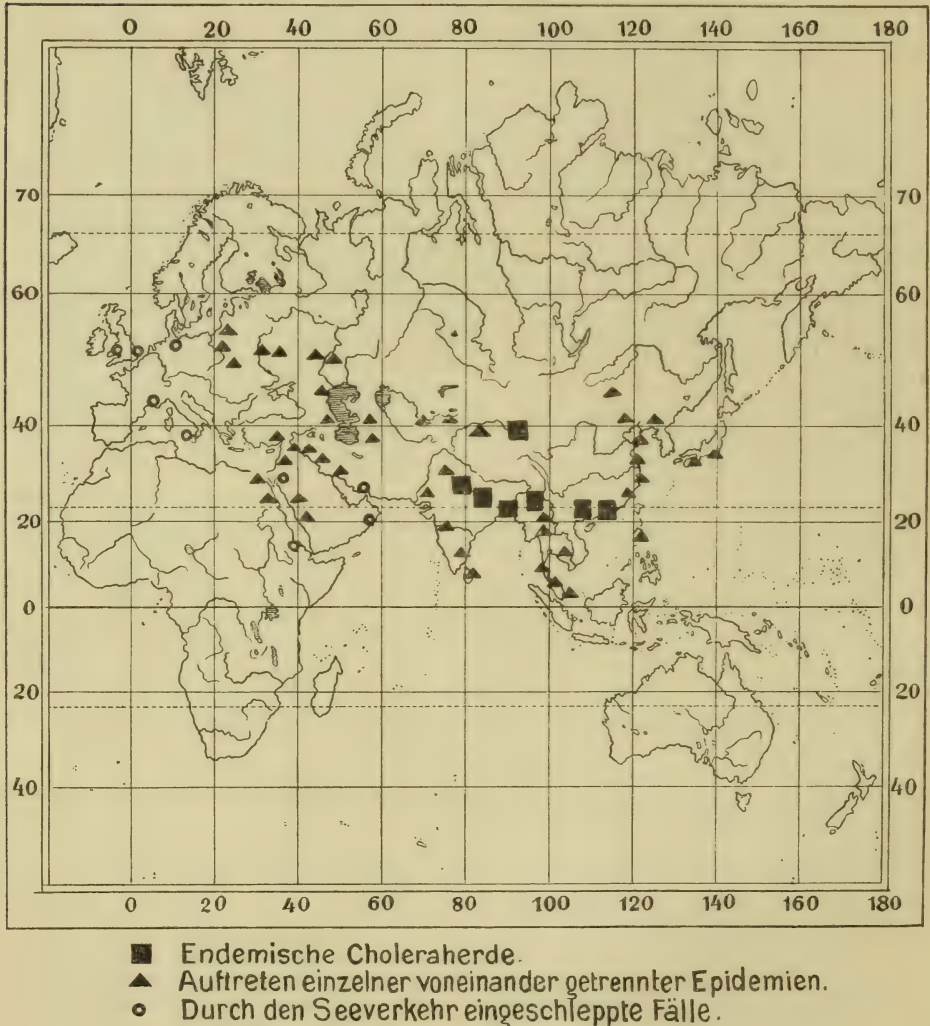 0 20 40 60 80 100 120 140 160 180
70 70
60 60
40 40
20 20
0 0
20 20
40 40
0 20 40 60 80 100 120 140 160 180
Endemische Choleraherde.
Auftreten einzelner voneinander getrennter Epidemien.
Durch den Seeverkehr eingeschleppte Fälle.